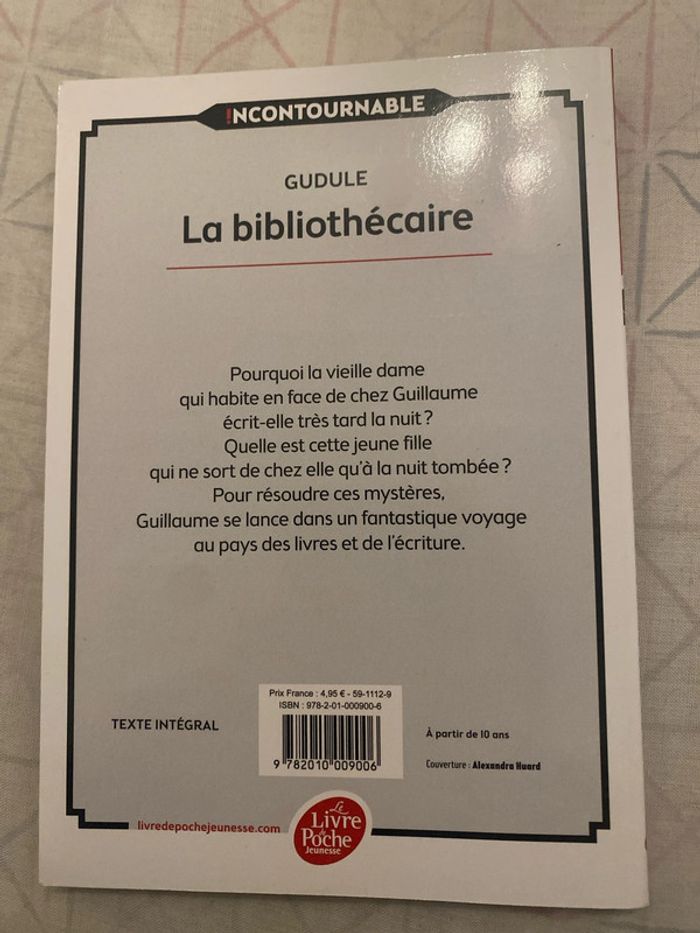 !NCONTOURNABLE
GUDULE
La bibliothécaire
Pourquoi la vieille dame
qui habite en face de chez Guillaume
écrit-elle très tard la nuit ?
Quelle est cette jeune fille
qui ne sort de chez elle qu'à la nuit tombée ?
Pour résoudre ces mystères,
Guillaume se lance dans un fantastique voyage
au pays des livres et de l'écriture.
Prix France : 4,95 € - 59-1112-9
ISBN : 978-2-01-000900-6
9 782010 009006
TEXTE INTÉGRAL
À partir de 10 ans
Couverture : Alexandra Huard
livredepochejeunesse.com
Le
Livre
de
Poche
Jeunesse